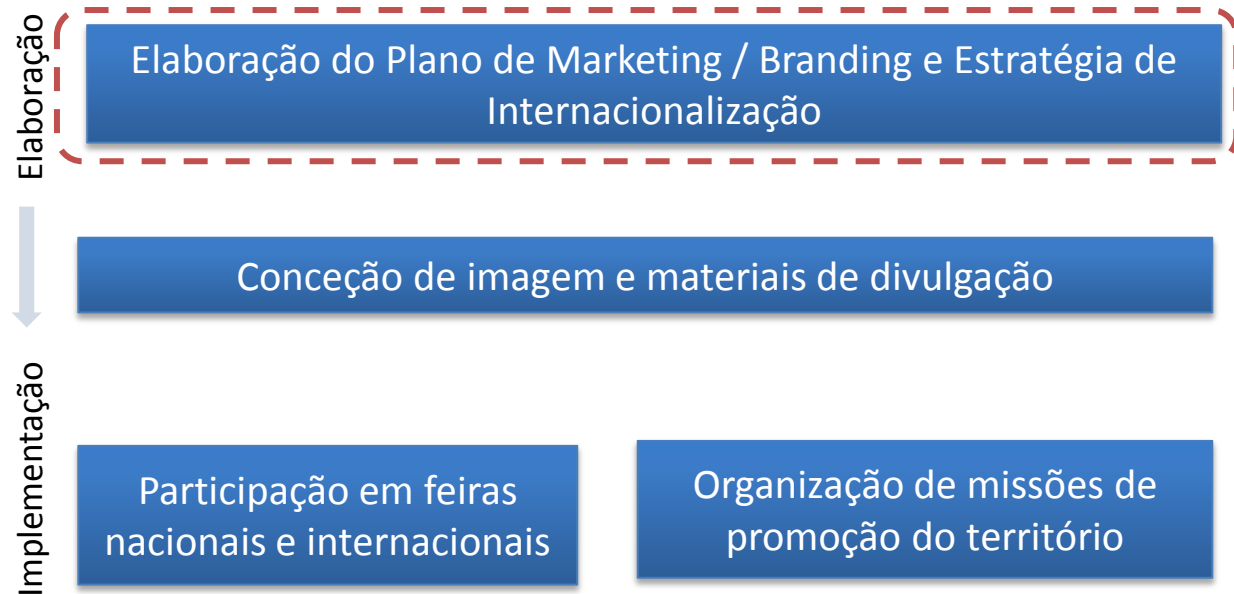 Elaboração
Elaboração do Plano de Marketing / Branding e Estratégia de
Internacionalização
Conceção de imagem e materiais de divulgação
Implementação
Participação em feiras
nacionais e internacionais
Organização de missões de
promoção do território